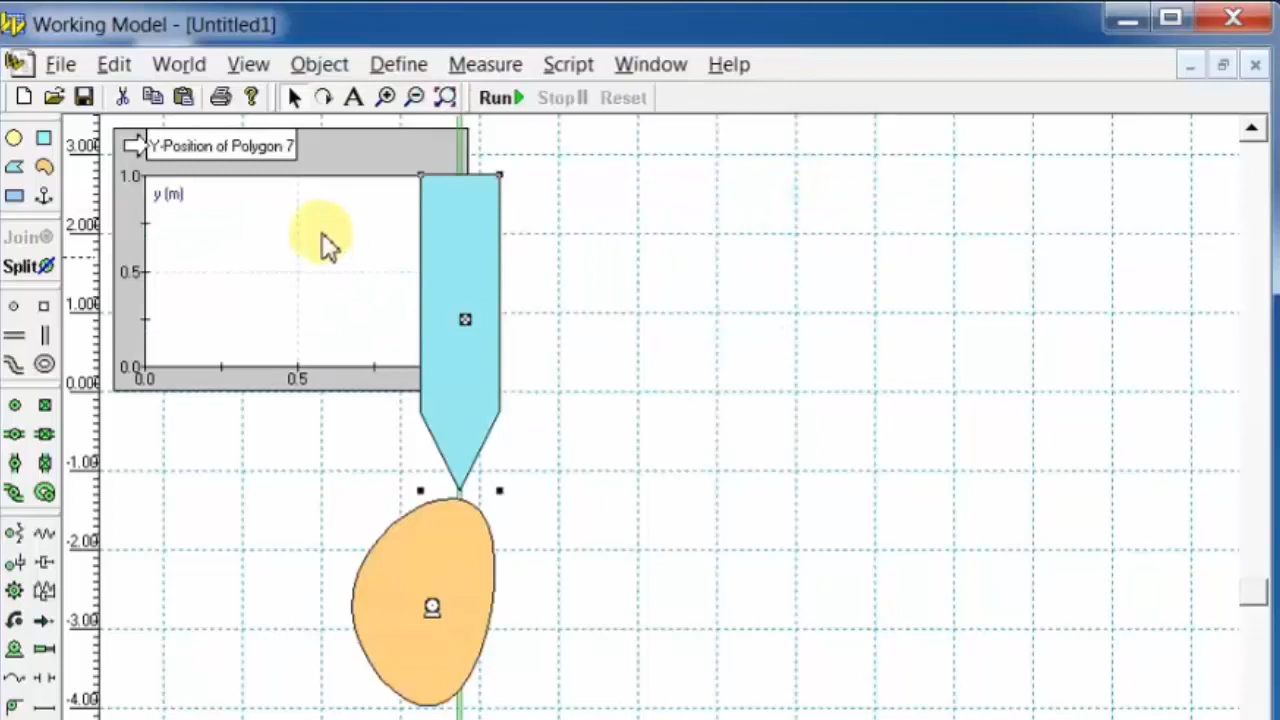 Working Model - [Untitled1]
File Edit World View Object Define Measure Script Window Help
Run Stop Reset
Join
Split
3.000
2.000
1.000
0.000
-1.00
-2.00
-3.00
-4.00
Y-Position of Polygon 7
y (m)
1.0
0.5
0.0
0.0 0.5